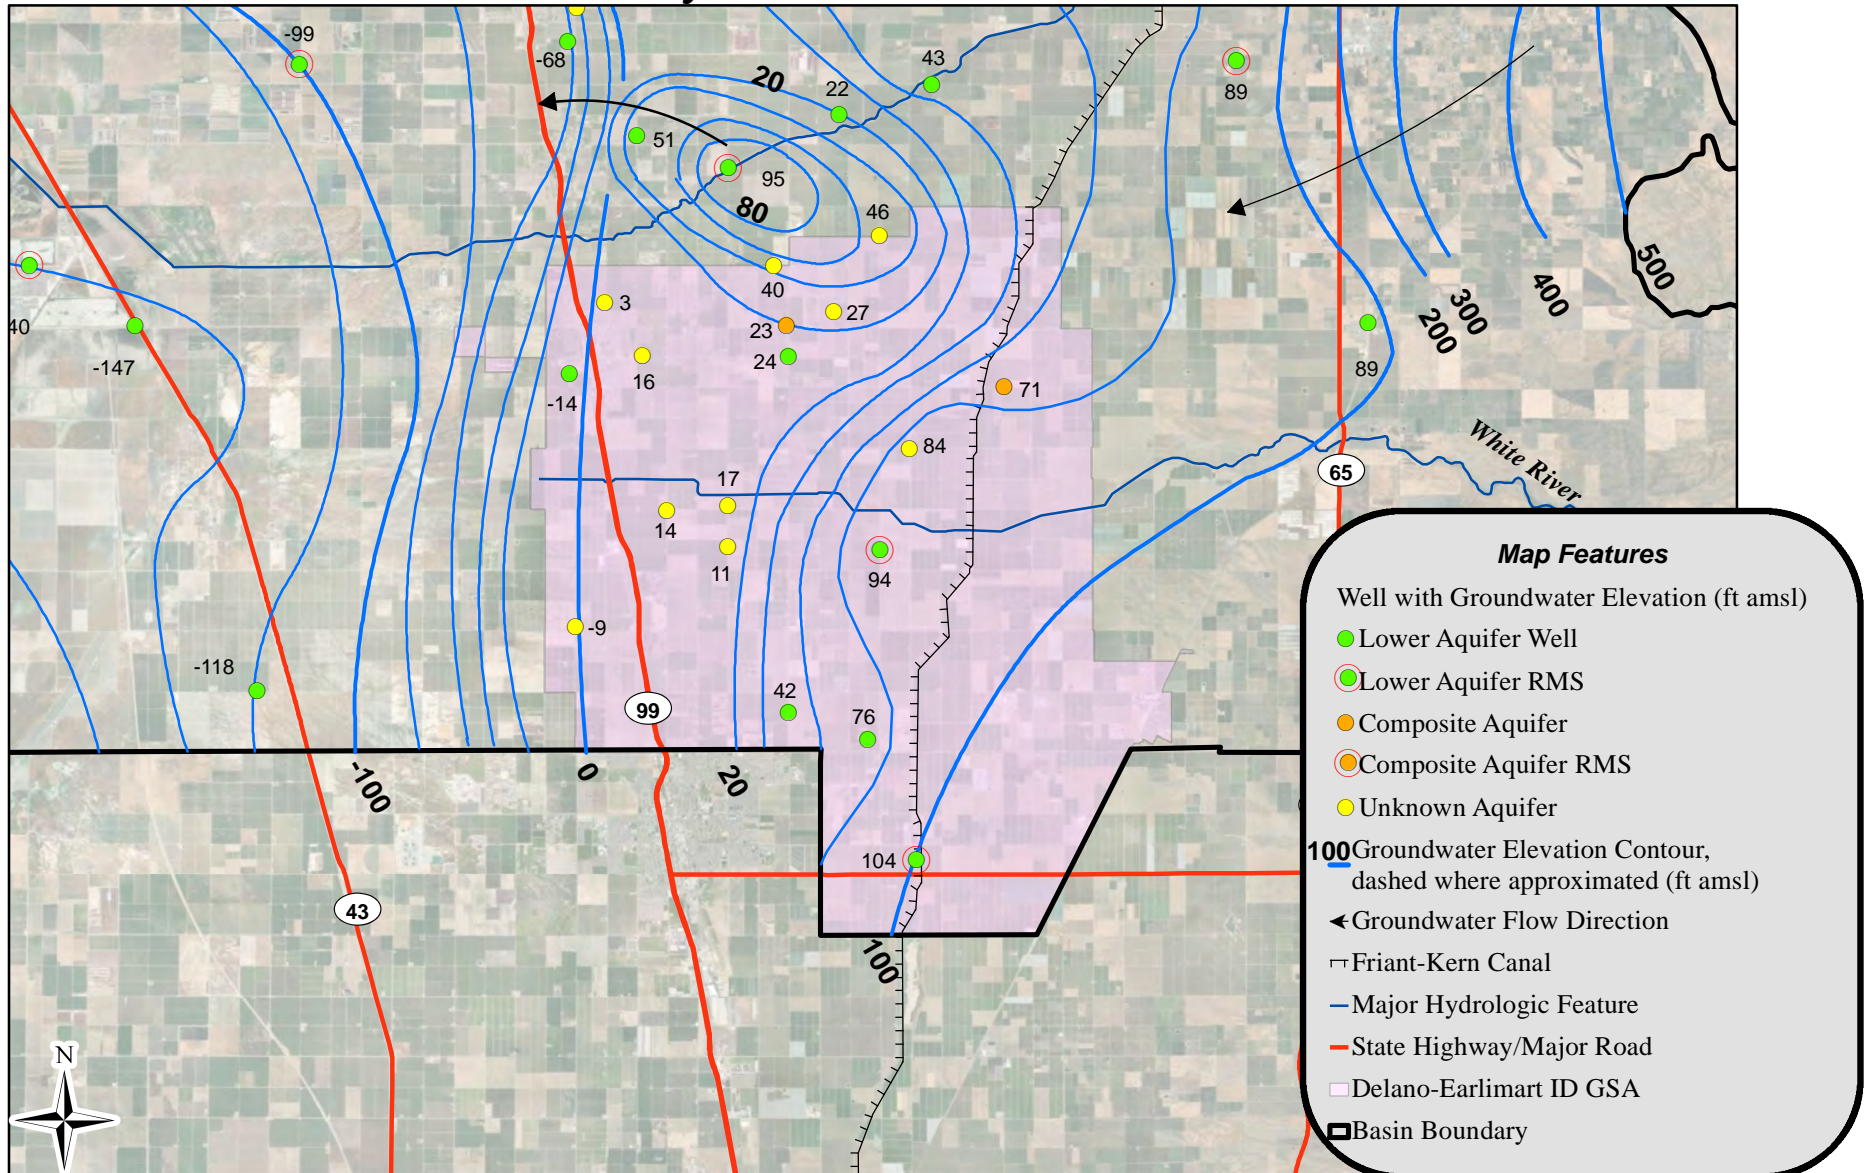 -99
-68
20
43
22
89
51
95
80
46
40
3
27
23
24
16
-14
-147
40
71
89
200
300
400
500
84
White River
65
17
14
11
94
-9
-118
42
76
99
-100
0
20
104
43
100
N
Map Features
Well with Groundwater Elevation (ft amsl)
Lower Aquifer Well
Lower Aquifer RMS
Composite Aquifer
Composite Aquifer RMS
Unknown Aquifer
100 Groundwater Elevation Contour,
dashed where approximated (ft amsl)
Groundwater Flow Direction
Friant-Kern Canal
Major Hydrologic Feature
State Highway/Major Road
Delano-Earlimart ID GSA
Basin Boundary